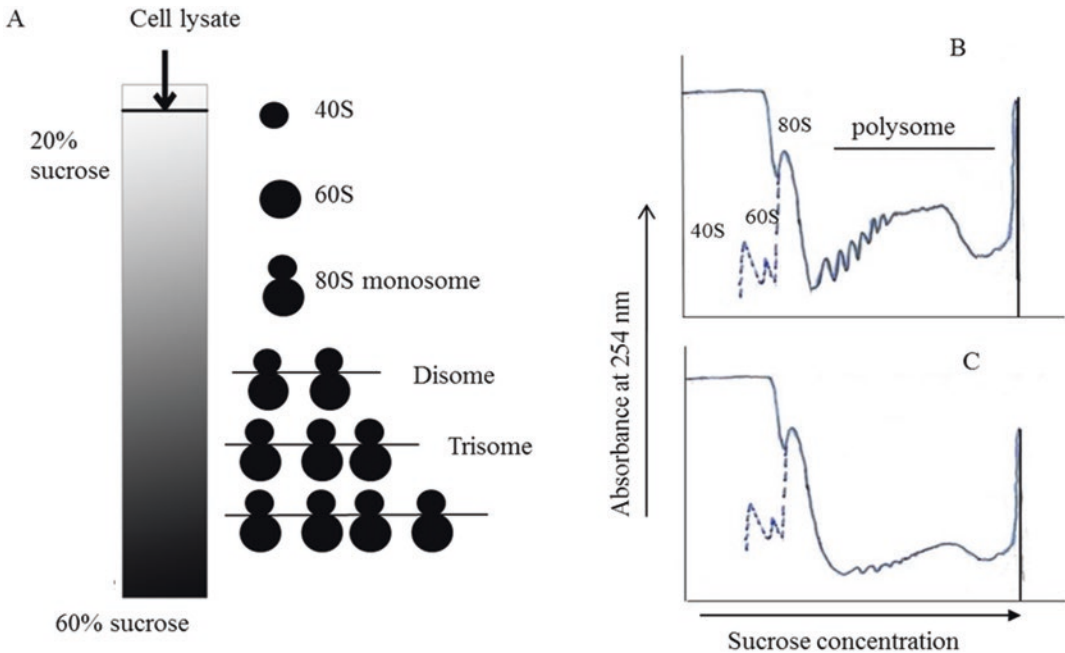 A
Cell lysate
20%
sucrose
40S
60S
80S monosome
Disome
Trisome
60% sucrose
B
80S
polysome
40S
60S
C
Absorbance at 254 nm
Sucrose concentration